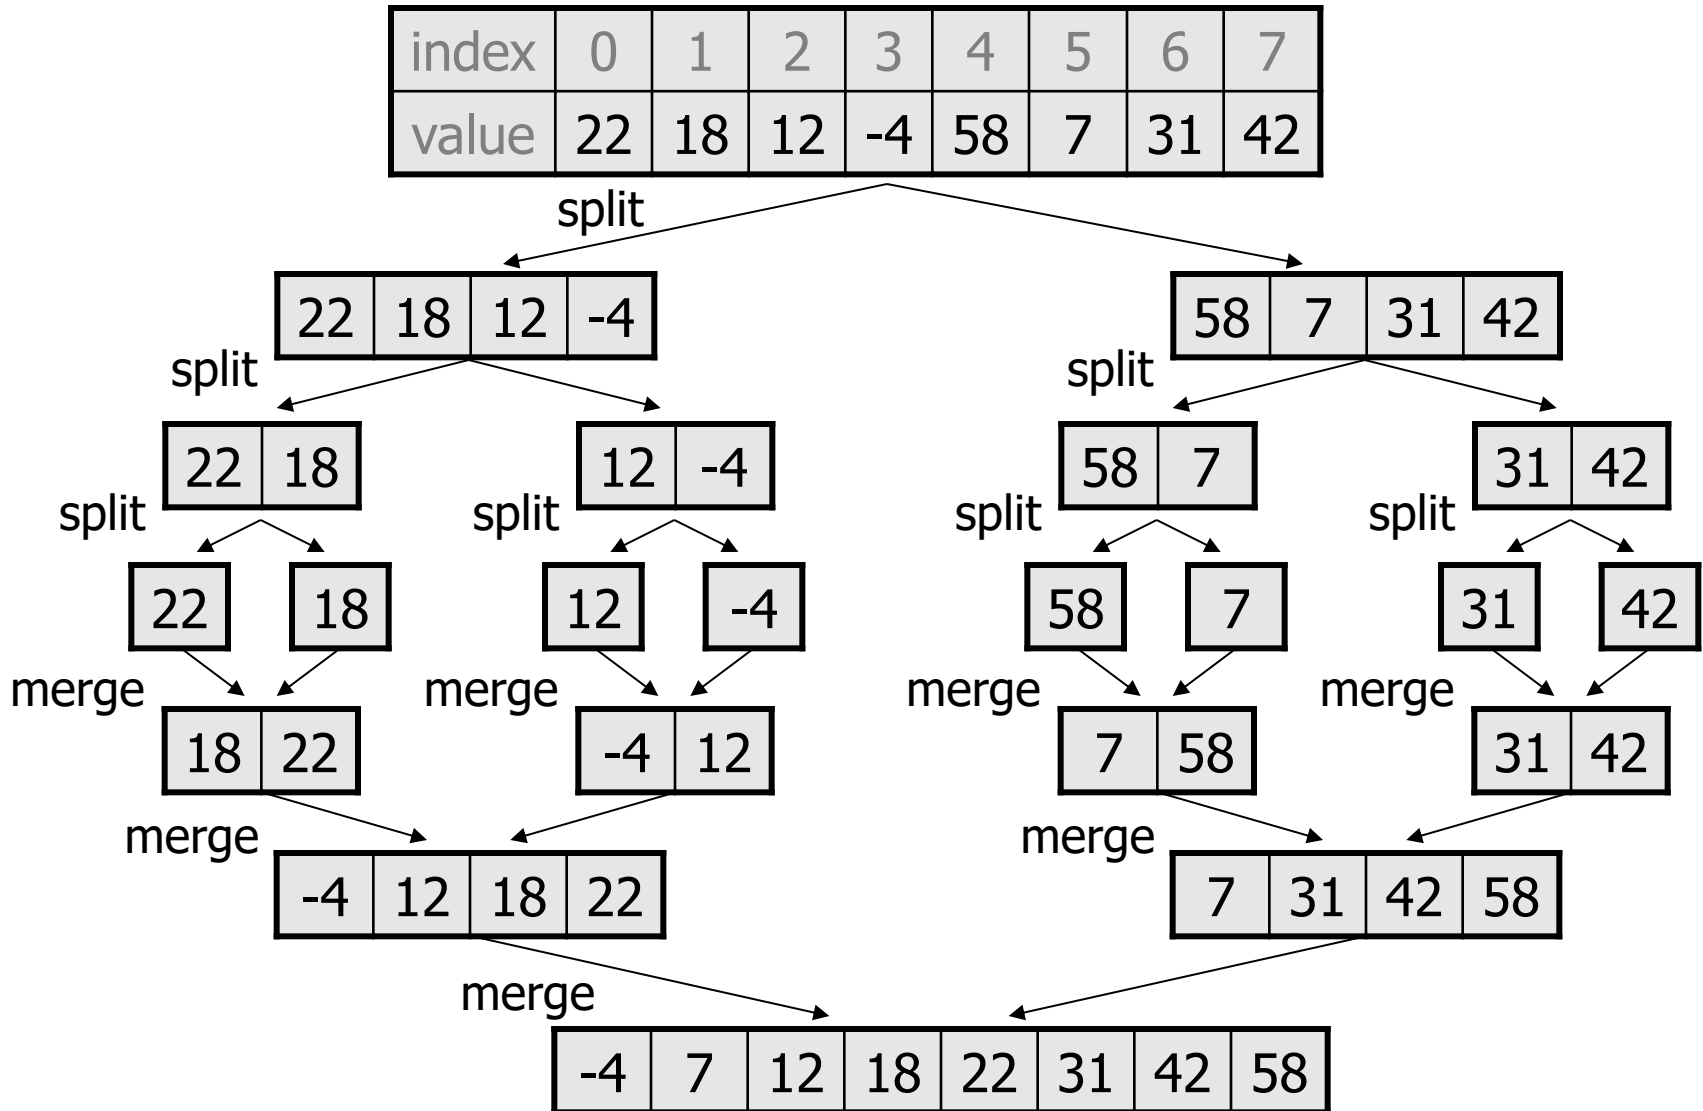 index 0 1 2 3 4 5 6 7
value 22 18 12 -4 58 7 31 42
split
22 18 12 -4 58 7 31 42
split split
22 18 12 -4 58 7 31 42
split split split split
22 18 12 -4 58 7 31 42
merge merge merge merge
18 22 -4 12 7 58 31 42
merge merge
-4 12 18 22 7 31 42 58
merge
-4 7 12 18 22 31 42 58